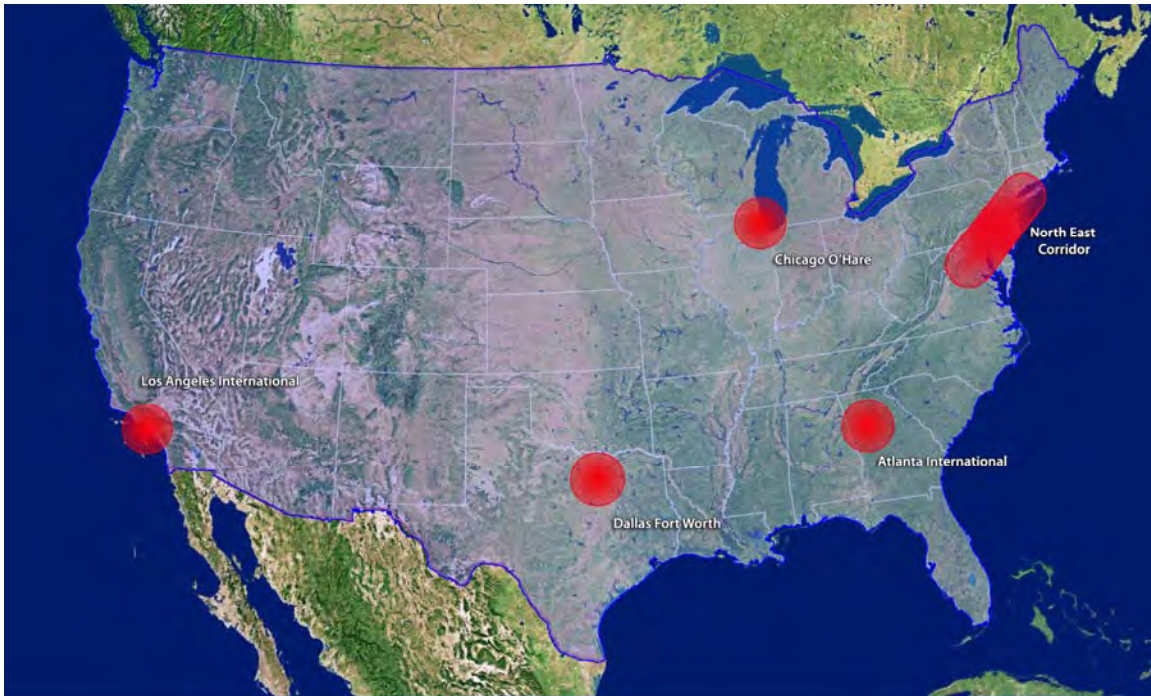 North East
Corridor
Chicago O'Hare
Los Angeles International
Atlanta International
Dallas Fort Worth